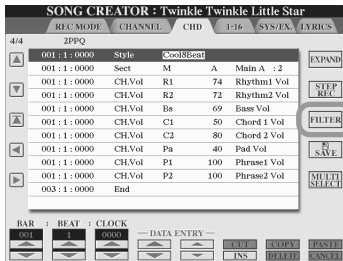 SONG CREATOR : Twinkle Twinkle Little Star
REC MODE CHANNEL CHD 1-16 SYS/EX. LYRICS
4/4 2PPQ
001 : 1 : 0000 Style Cool8Beat
001 : 1 : 0000 Sect M A Main A : 2
001 : 1 : 0000 CH.Vol R1 74 Rhythm1 Vol
001 : 1 : 0000 CH.Vol R2 72 Rhythm2 Vol
001 : 1 : 0000 CH.Vol Bs 69 Bass Vol
001 : 1 : 0000 CH.Vol C1 50 Chord 1 Vol
001 : 1 : 0000 CH.Vol C2 80 Chord 2 Vol
001 : 1 : 0000 CH.Vol Pa 40 Pad Vol
001 : 1 : 0000 CH.Vol P1 100 Phrase1 Vol
001 : 1 : 0000 CH.Vol P2 100 Phrase2 Vol
003 : 1 : 0000 End
EXPAND
STEP
REC
FILTER
SAVE
MULTI
SELECT
BAR : BEAT : CLOCK
001 1 0000
DATA ENTRY
CUT COPY PASTE
INS DELETE CANCEL